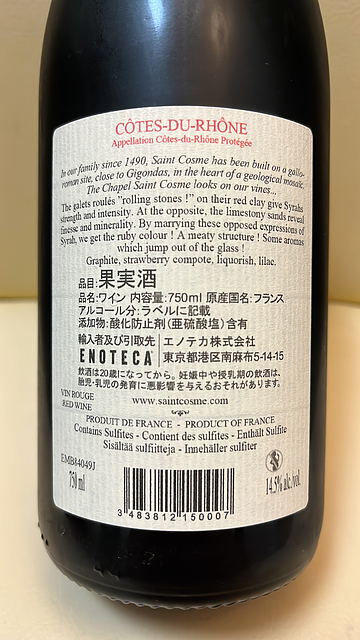 CÔTES-DU-RHÔNE
Appellation Côtes-du-Rhône Protégée
In our family since 1490, Saint Cosme has been built on a gallo-
roman site, close to Gigondas, in the heart of a geological mosaic.
The Chapel Saint Cosme looks on our vines...
The galets roulés "rolling stones !" on their red clay give Syrahs
strength and intensity. At the opposite, the limestony sands reveal
finesse and minerality. By marrying these opposed expressions of
Syrah, we get the ruby colour ! A meaty structure ! Some aromas
which jump out of the glass !
Graphite, strawberry compote, liquorish, lilac.
品目:果実酒
品名:ワイン 内容量:750ml 原産国名:フランス
アルコール分:ラベルに記載
添加物:酸化防止剤(亜硫酸塩)含有
輸入者及び引取先 エノテカ株式会社
ENOTECA 東京都港区南麻布5-14-15
飲酒は20歳になってから。妊娠中や授乳期の飲酒は、
胎児・乳児の発育に悪影響を与えるおそれがあります。
VIN ROUGE
RED WINE
www.saintcosme.com
PRODUIT DE FRANCE - PRODUCT OF FRANCE
Contains Sulfites - Contient des sulfites - Enthält Sulfite
Sisältää sulfiitteja - Innehåller sulfiter
EMB84049J
750 ml
14.5% alc./vol.
3 483812 150007